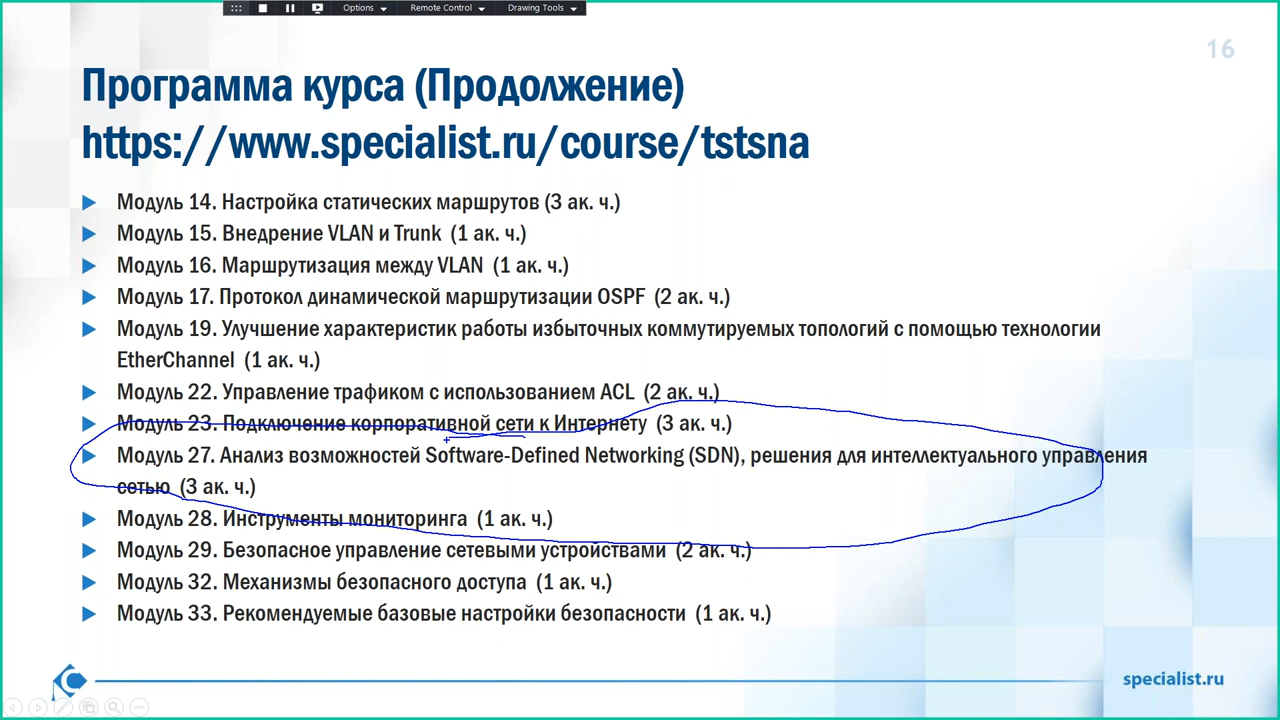 Options
Remote Control
Drawing Tools
16
Программа курса (Продолжение)
https://www.specialist.ru/course/tstsna
Модуль 14. Настройка статических маршрутов (3 ак. ч.)
Модуль 15. Внедрение VLAN и Trunk (1 ак. ч.)
Модуль 16. Маршрутизация между VLAN (1 ак. ч.)
Модуль 17. Протокол динамической маршрутизации OSPF (2 ак. ч.)
Модуль 19. Улучшение характеристик работы избыточных коммутируемых топологий с помощью технологии
EtherChannel (1 ак. ч.)
Модуль 22. Управление трафиком с использованием ACL (2 ак. ч.)
Модуль 23. Подключение корпоративной сети к Интернету (3 ак. ч.)
Модуль 27. Анализ возможностей Software-Defined Networking (SDN), решения для интеллектуального управления
сетью (3 ак. ч.)
Модуль 28. Инструменты мониторинга (1 ак. ч.)
Модуль 29. Безопасное управление сетевыми устройствами (2 ак. ч.)
Модуль 32. Механизмы безопасного доступа (1 ак. ч.)
Модуль 33. Рекомендуемые базовые настройки безопасности (1 ак. ч.)
specialist.ru